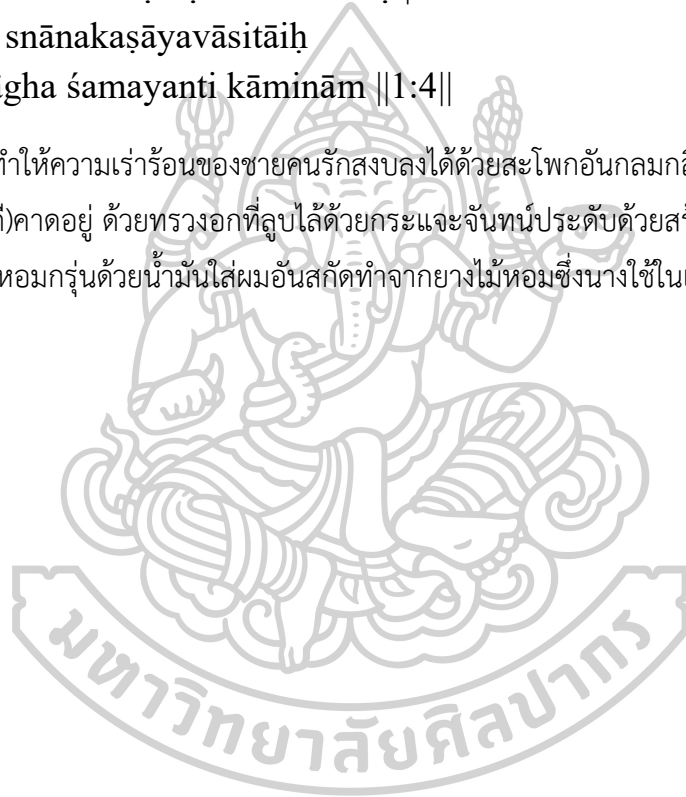 snānakaṣāyavāsitāiḥ
śamayanti kāminām ||1:4||
ทำให้ความเร่าร้อนของชายคนรักสงบลงได้ด้วยสะโพกอันกลมกลึ
คาดอยู่ ด้วยทรวงอกที่ลูบไล้ด้วยกระแจะจันทน์ประดับด้วยสร้
หอมกรุ่นด้วยน้ำมันใส่ผมอันสกัดทำจากยางไม้หอมซึ่งนางใช้ใน
มหาวิทยาลัยศิลปากร